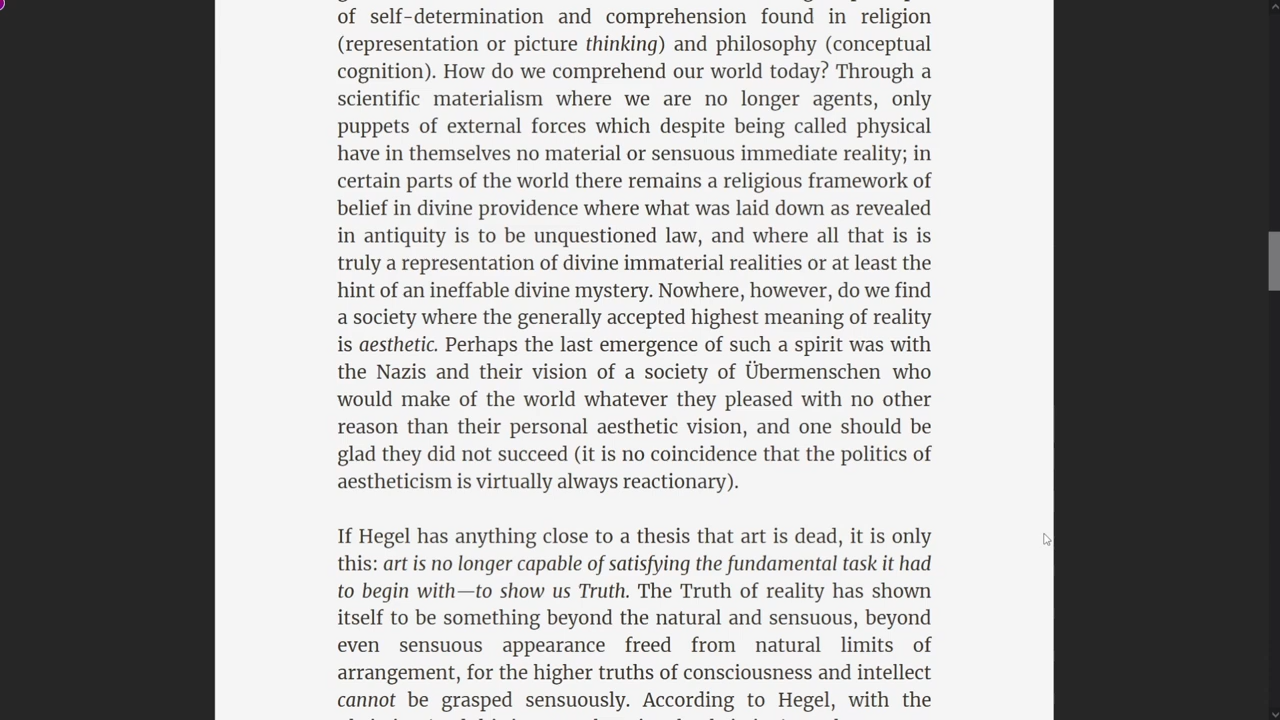 of self-determination and comprehension found in religion
(representation or picture thinking) and philosophy (conceptual
cognition). How do we comprehend our world today? Through a
scientific materialism where we are no longer agents, only
puppets of external forces which despite being called physical
have in themselves no material or sensuous immediate reality; in
certain parts of the world there remains a religious framework of
belief in divine providence where what was laid down as revealed
in antiquity is to be unquestioned law, and where all that is is
truly a representation of divine immaterial realities or at least the
hint of an ineffable divine mystery. Nowhere, however, do we find
a society where the generally accepted highest meaning of reality
is aesthetic. Perhaps the last emergence of such a spirit was with
the Nazis and their vision of a society of Übermenschen who
would make of the world whatever they pleased with no other
reason than their personal aesthetic vision, and one should be
glad they did not succeed (it is no coincidence that the politics of
aestheticism is virtually always reactionary).
If Hegel has anything close to a thesis that art is dead, it is only
this: art is no longer capable of satisfying the fundamental task it had
to begin with—to show us Truth. The Truth of reality has shown
itself to be something beyond the natural and sensuous, beyond
even sensuous appearance freed from natural limits of
arrangement, for the higher truths of consciousness and intellect
cannot be grasped sensuously. According to Hegel, with the